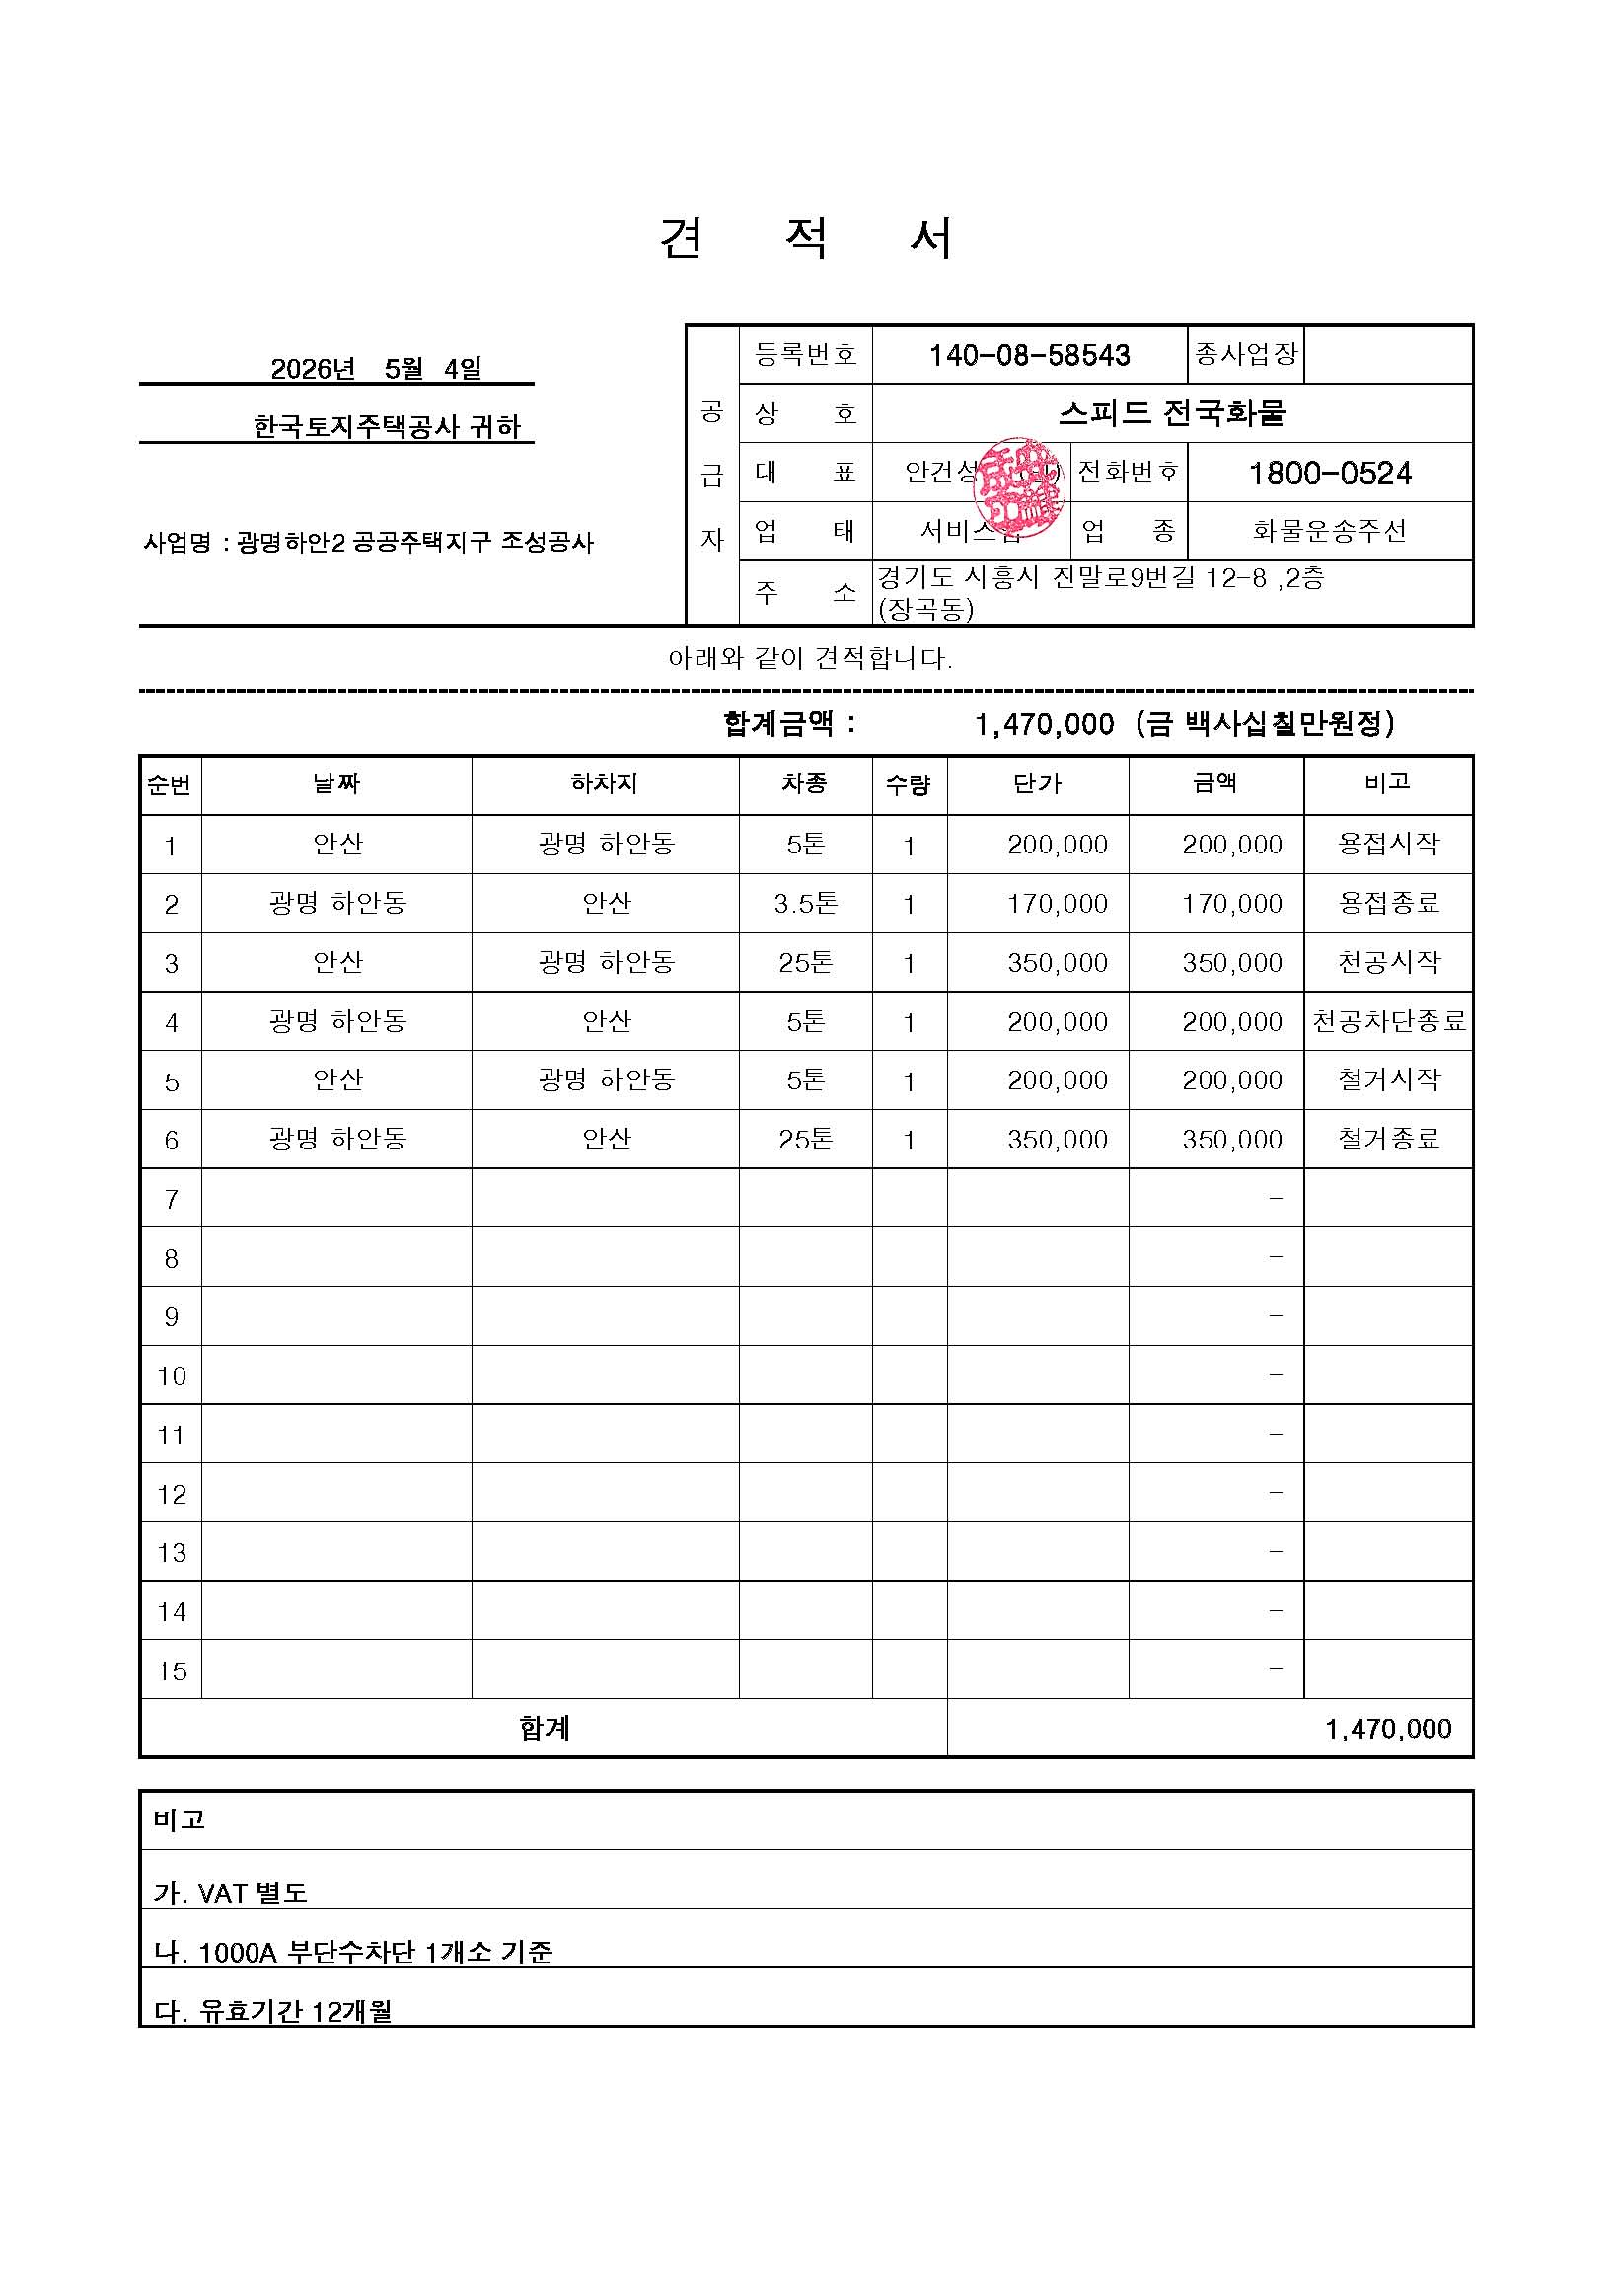 견 적 서
2026년 5월 4일
한국토지주택공사 귀하
사업명 : 광명하안2 공공주택지구 조성공사
공급자
등록번호 140-08-58543 종사업장
상 호 스피드 전국화물
대 표 안건성 전화번호 1800-0524
업 태 서비스업 업 종 화물운송주선
주 소 경기도 시흥시 진말로9번길 12-8 ,2층
(장곡동)
아래와 같이 견적합니다.
합계금액 : 1,470,000 (금 백사십칠만원정)
순번 날짜 하차지 차종 수량 단가 금액 비고
1 안산 광명 하안동 5톤 1 200,000 200,000 용접시작
2 광명 하안동 안산 3.5톤 1 170,000 170,000 용접종료
3 안산 광명 하안동 25톤 1 350,000 350,000 천공시작
4 광명 하안동 안산 5톤 1 200,000 200,000 천공차단종료
5 안산 광명 하안동 5톤 1 200,000 200,000 철거시작
6 광명 하안동 안산 25톤 1 350,000 350,000 철거종료
7 -
8 -
9 -
10 -
11 -
12 -
13 -
14 -
15 -
합계 1,470,000
비고
가. VAT 별도
나. 1000A 부단수차단 1개소 기준
다. 유효기간 12개월